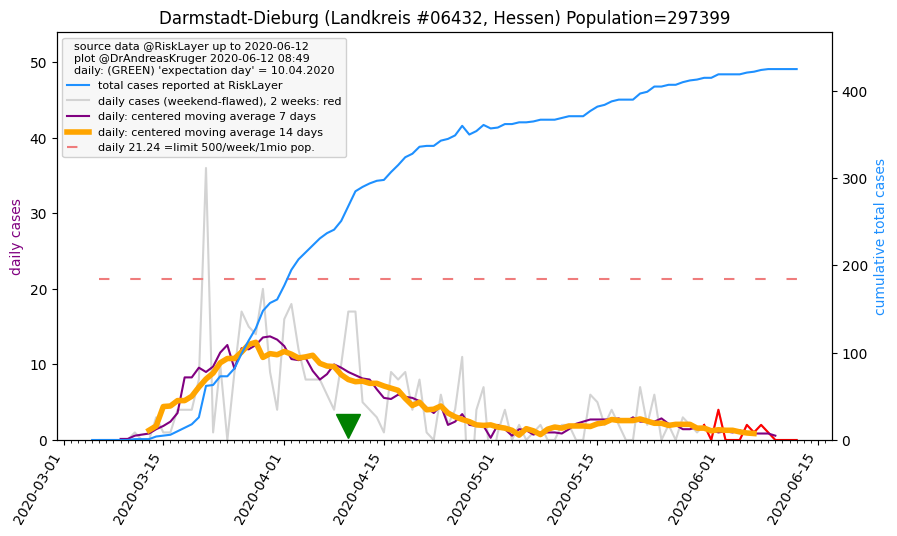 Darmstadt-Dieburg (Landkreis #06432, Hessen) Population=297399
source data @RiskLayer up to 2020-06-12
plot @DrAndreasKruger 2020-06-12 08:49
daily: (GREEN) 'expectation day' = 10.04.2020
total cases reported at RiskLayer
daily cases (weekend-flawed), 2 weeks: red
daily: centered moving average 7 days
daily: centered moving average 14 days
daily 21.24 =limit 500/week/1mio pop.
daily cases
50
40
30
20
10
0
cumulative total cases
400
300
200
100
0
2020-03-01
2020-03-15
2020-04-01
2020-04-15
2020-05-01
2020-05-15
2020-06-01
2020-06-15